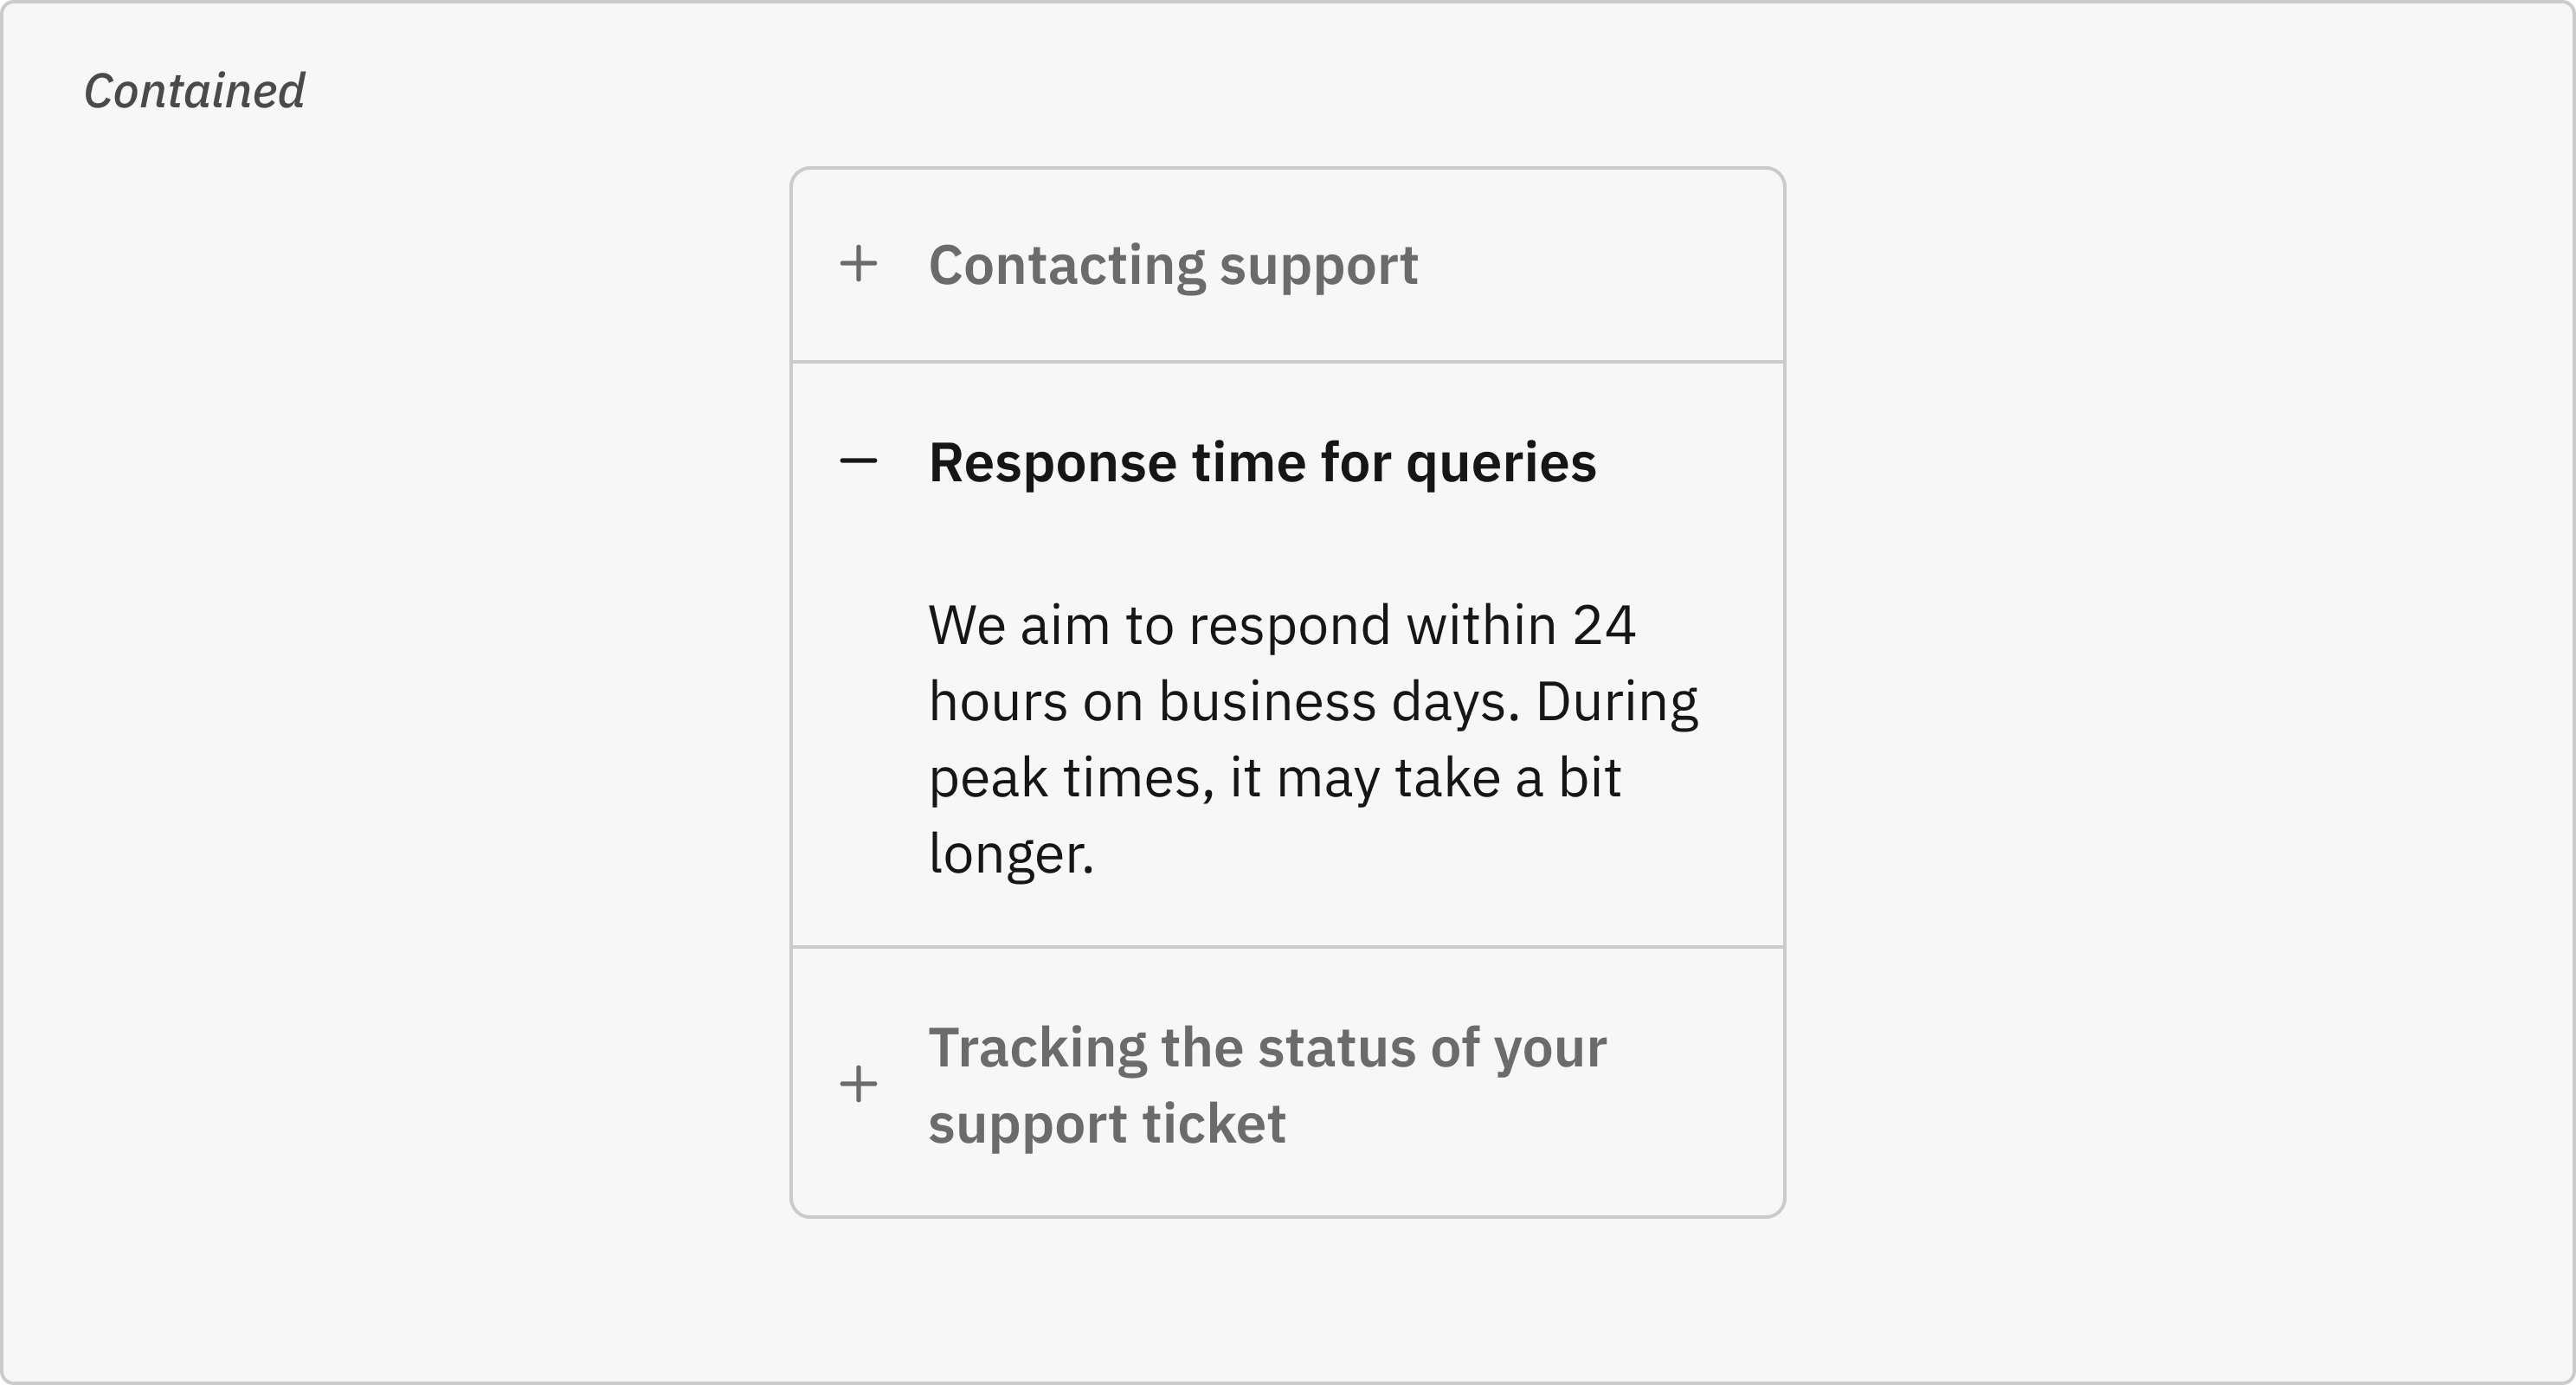 Contained
Contacting support
Response time for queries
We aim to respond within 24
hours on business days. During
peak times, it may take a bit
longer.
Tracking the status of your
support ticket